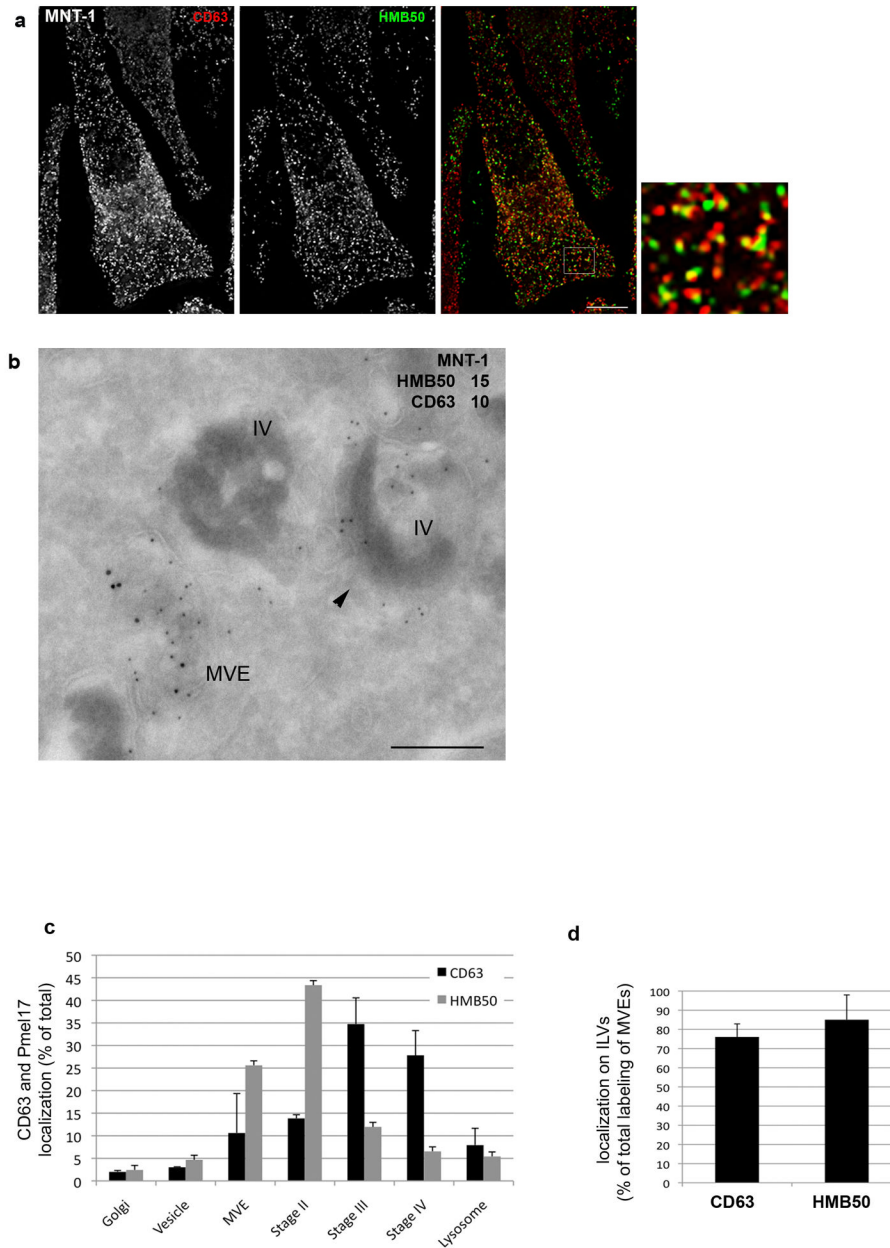 a
MNT-1 CD63 HMB50
b
MNT-1
HMB50 15
CD63 10
IV
IV
MVE
c
CD63 and Pmel17
localization (% of total)
50
45
40
35
30
25
20
15
10
5
0
CD63
HMB50
Golgi
Vesicle
MVE
Stage II
Stage III
Stage IV
Lysosome
d
localization on ILVs
(% of total labeling of MVEs)
100
90
80
70
60
50
40
30
20
10
0
CD63
HMB50